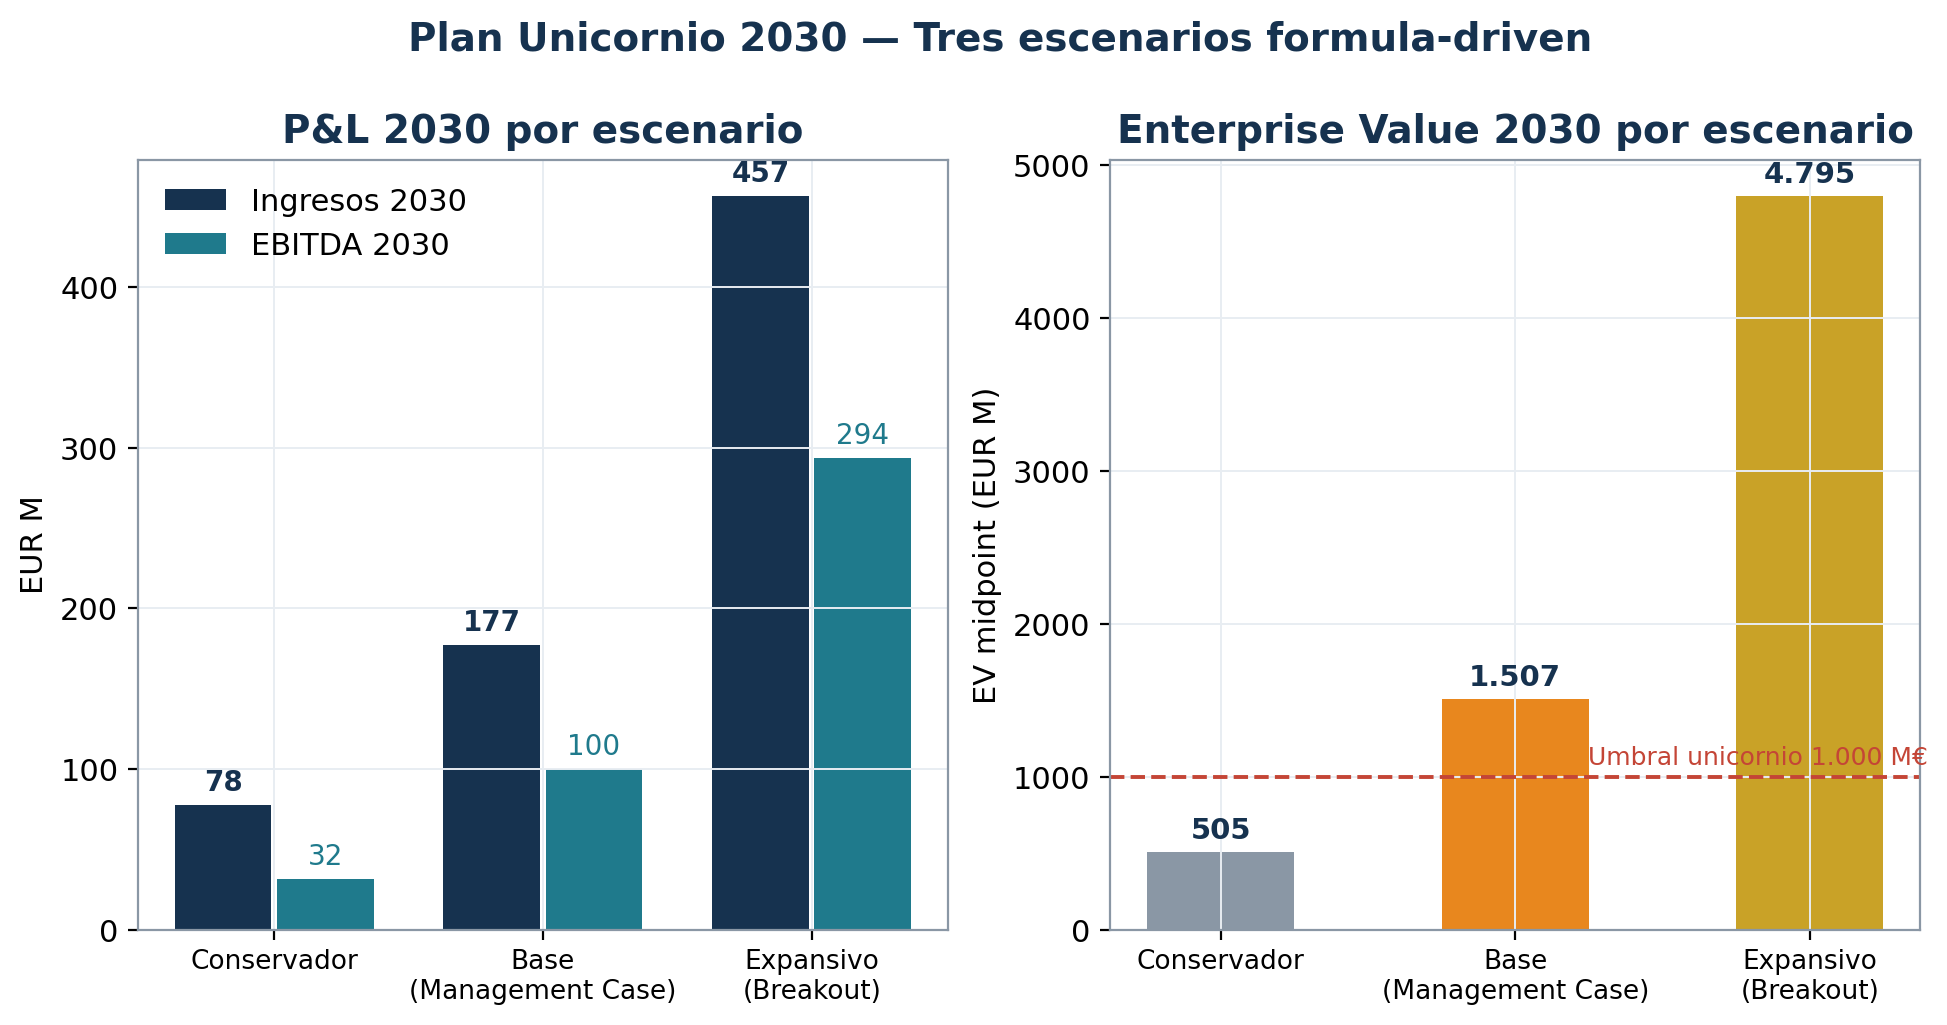 Plan Unicornio 2030 — Tres escenarios formula-driven
P&L 2030 por escenario
Ingresos 2030
EBITDA 2030
EUR M
400
300
200
100
0
78
32
177
100
457
294
Conservador
Base
(Management Case)
Expansivo
(Breakout)
Enterprise Value 2030 por escenario
EV midpoint (EUR M)
5000
4000
3000
2000
1000
0
505
1.507
4.795
Umbral unicornio 1.000 M€
Conservador
Base
(Management Case)
Expansivo
(Breakout)